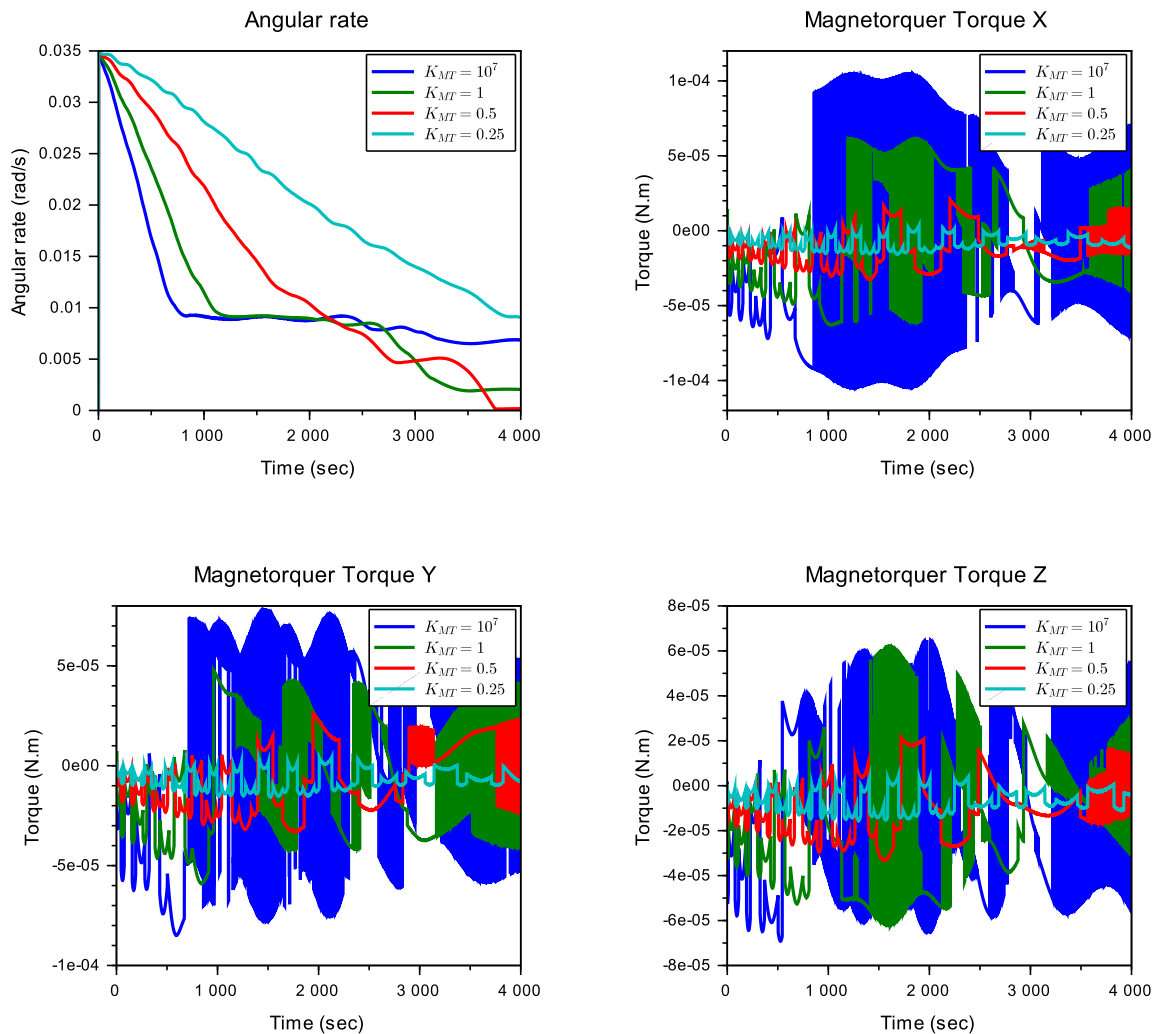 Angular rate
0.035
0.03
0.025
0.02
0.015
0.01
0.005
0
0 1 000 2 000 3 000 4 000
Angular rate (rad/s)
Time (sec)
K_MT = 10^7
K_MT = 1
K_MT = 0.5
K_MT = 0.25
Magnetorquer Torque X
1e-04
5e-05
0e00
-5e-05
-1e-04
0 1 000 2 000 3 000 4 000
Torque (N.m)
Time (sec)
K_MT = 10^7
K_MT = 1
K_MT = 0.5
K_MT = 0.25
Magnetorquer Torque Y
5e-05
0e00
-5e-05
-1e-04
0 1 000 2 000 3 000 4 000
Torque (N.m)
Time (sec)
K_MT = 10^7
K_MT = 1
K_MT = 0.5
K_MT = 0.25
Magnetorquer Torque Z
8e-05
6e-05
4e-05
2e-05
0e00
-2e-05
-4e-05
-6e-05
-8e-05
0 1 000 2 000 3 000 4 000
Torque (N.m)
Time (sec)
K_MT = 10^7
K_MT = 1
K_MT = 0.5
K_MT = 0.25